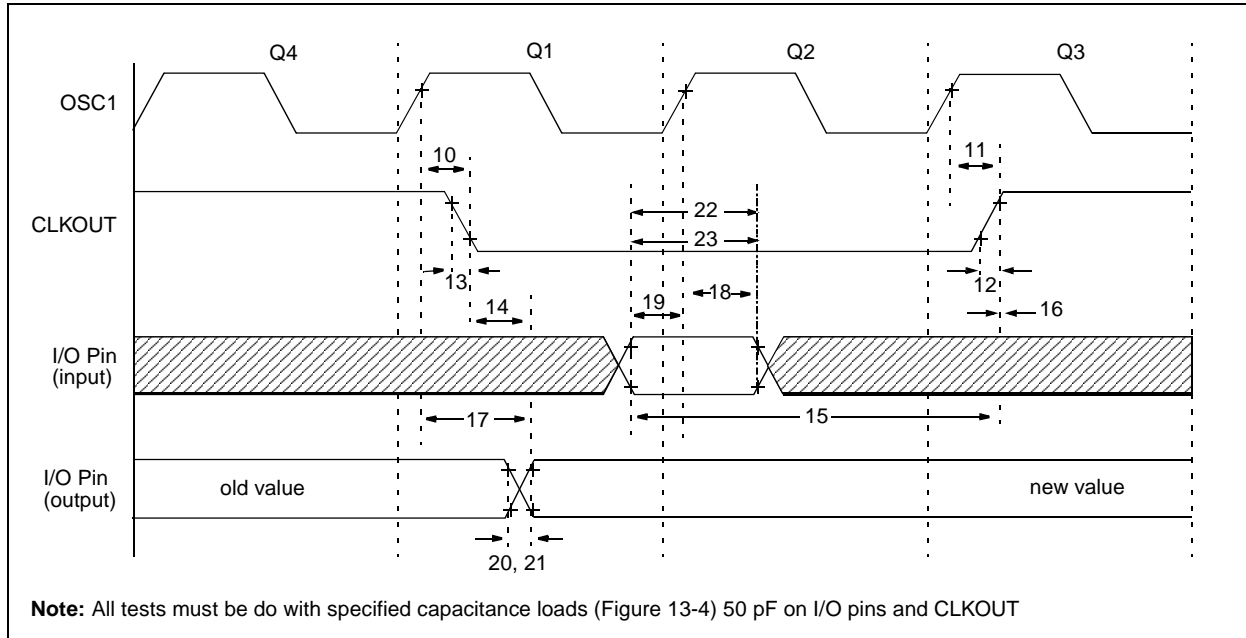 Q4 Q1 Q2 Q3
OSC1
10 11
CLKOUT
22
23
13 12
14 19 18 16
I/O Pin
(input)
17 15
I/O Pin
(output)
old value new value
20, 21
Note: All tests must be do with specified capacitance loads (Figure 13-4) 50 pF on I/O pins and CLKOUT